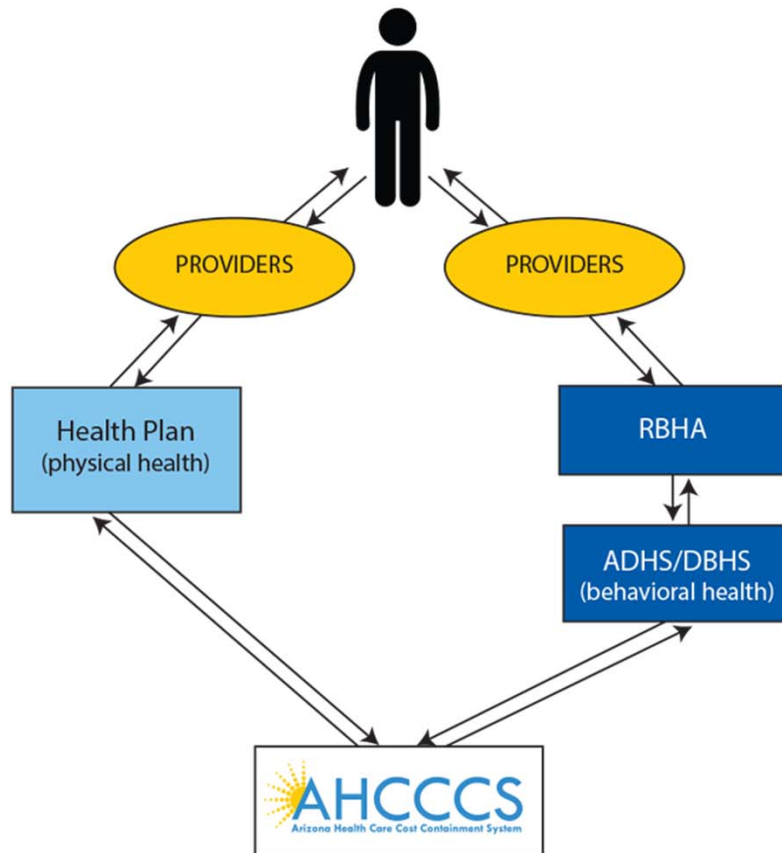 PROVIDERS
PROVIDERS
Health Plan
(physical health)
RBHA
ADHS/DBHS
(behavioral health)
AHCCCS
Arizona Health Care Cost Containment System